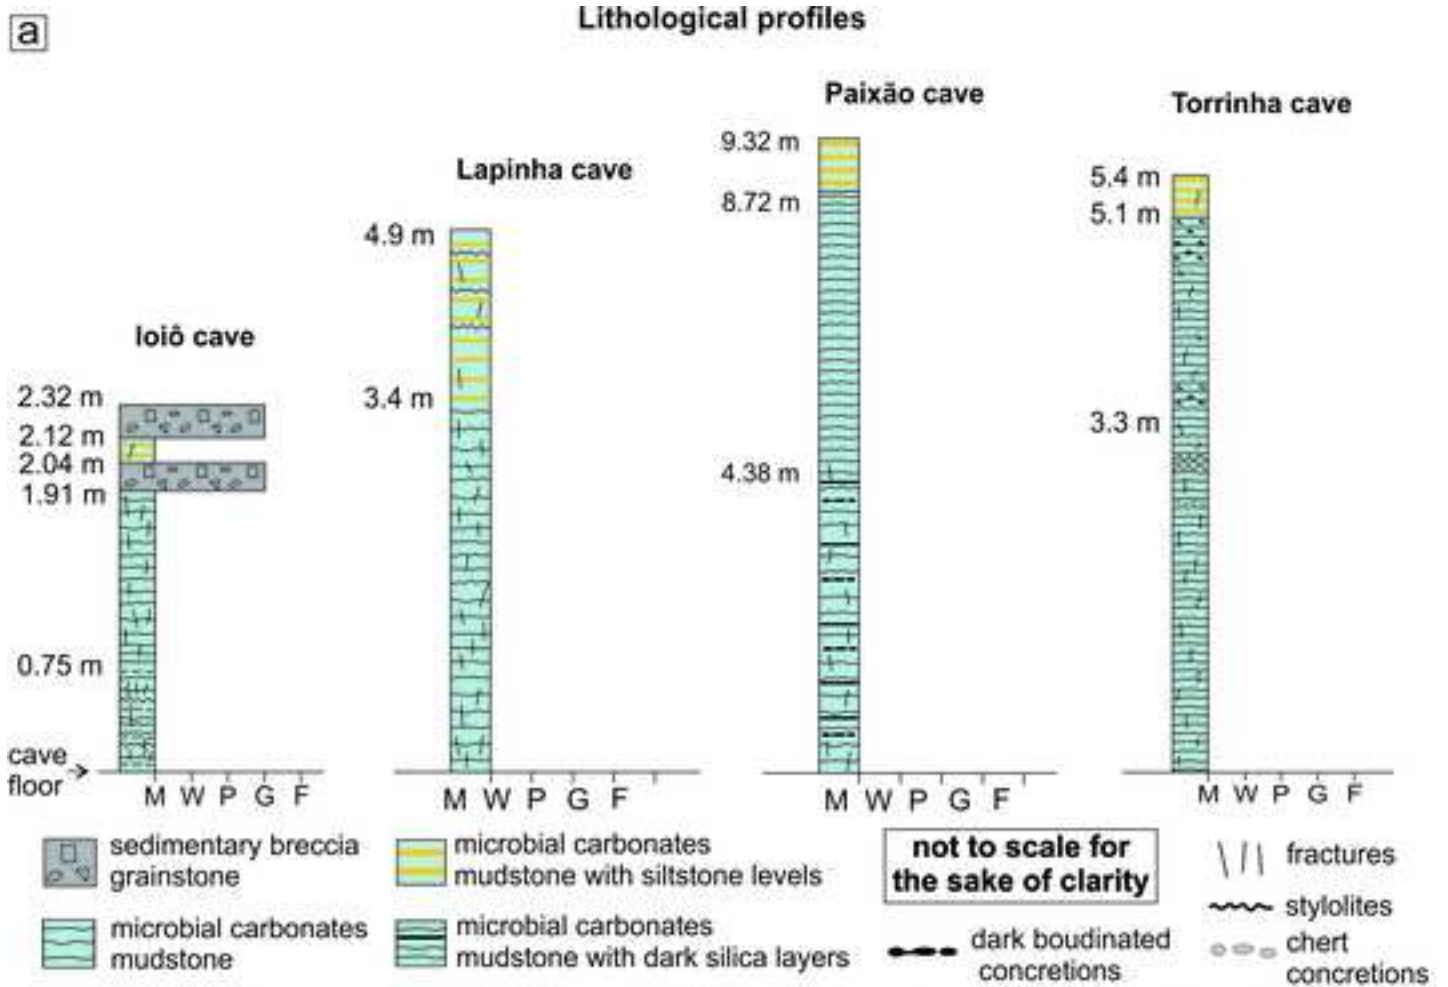 a
Lithological profiles
Ioiô cave
2.32 m
2.12 m
2.04 m
1.91 m
0.75 m
cave
floor
M W P G F
Lapinha cave
4.9 m
3.4 m
M W P G F
Paixão cave
9.32 m
8.72 m
4.38 m
M W P G F
Torrinha cave
5.4 m
5.1 m
3.3 m
M W P G F
sedimentary breccia
grainstone
microbial carbonates
mudstone
microbial carbonates
mudstone with siltstone levels
microbial carbonates
mudstone with dark silica layers
not to scale for
the sake of clarity
dark boudinated
concretions
fractures
stylolites
chert
concretions